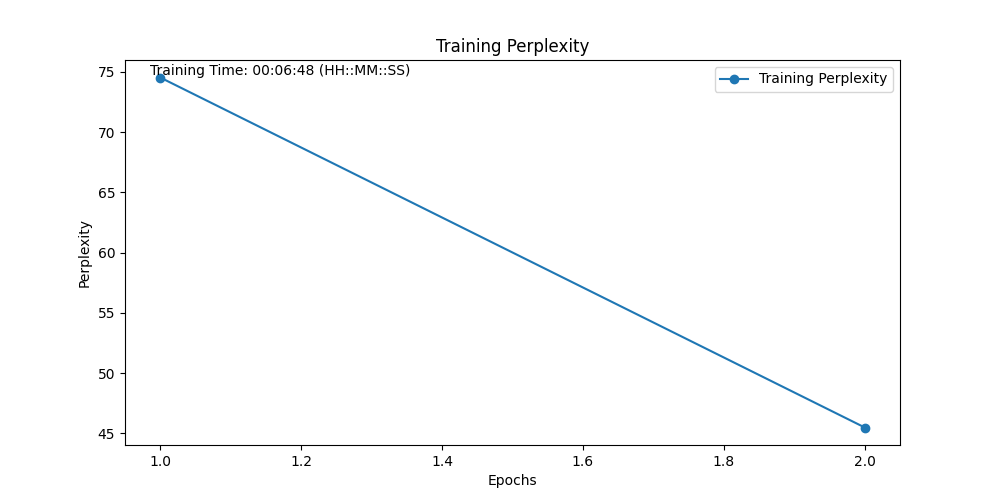 Training Perplexity
Training Time: 00:06:48 (HH::MM::SS)
Training Perplexity
75
70
65
60
55
50
45
Perplexity
1.0 1.2 1.4 1.6 1.8 2.0
Epochs